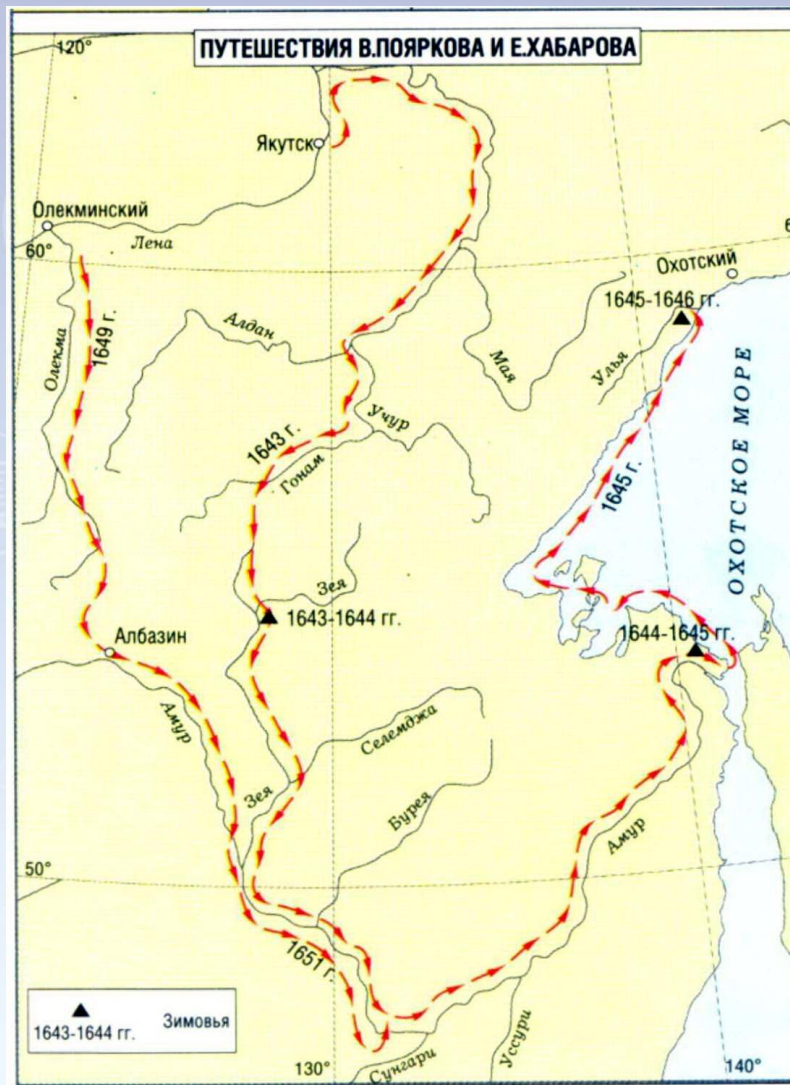 ПУТЕШЕСТВИЯ В.ПОЯРКОВА И Е.ХАБАРОВА
120°
Якутск
Олекминский
Лена
60°
6
Охотский
1645-1646 гг.
Улья
Мая
Алдан
Олекма
1649 г.
Учур
1643 г.
Гонам
1645 г.
ОХОТСКОЕ МОРЕ
Зея
1643-1644 гг.
1644-1645 гг.
Албазин
Амур
Селемджа
Зея
Бурея
Амур
50°
1651 г.
Уссури
Сунгари
1643-1644 гг.
Зимовья
130°
140°